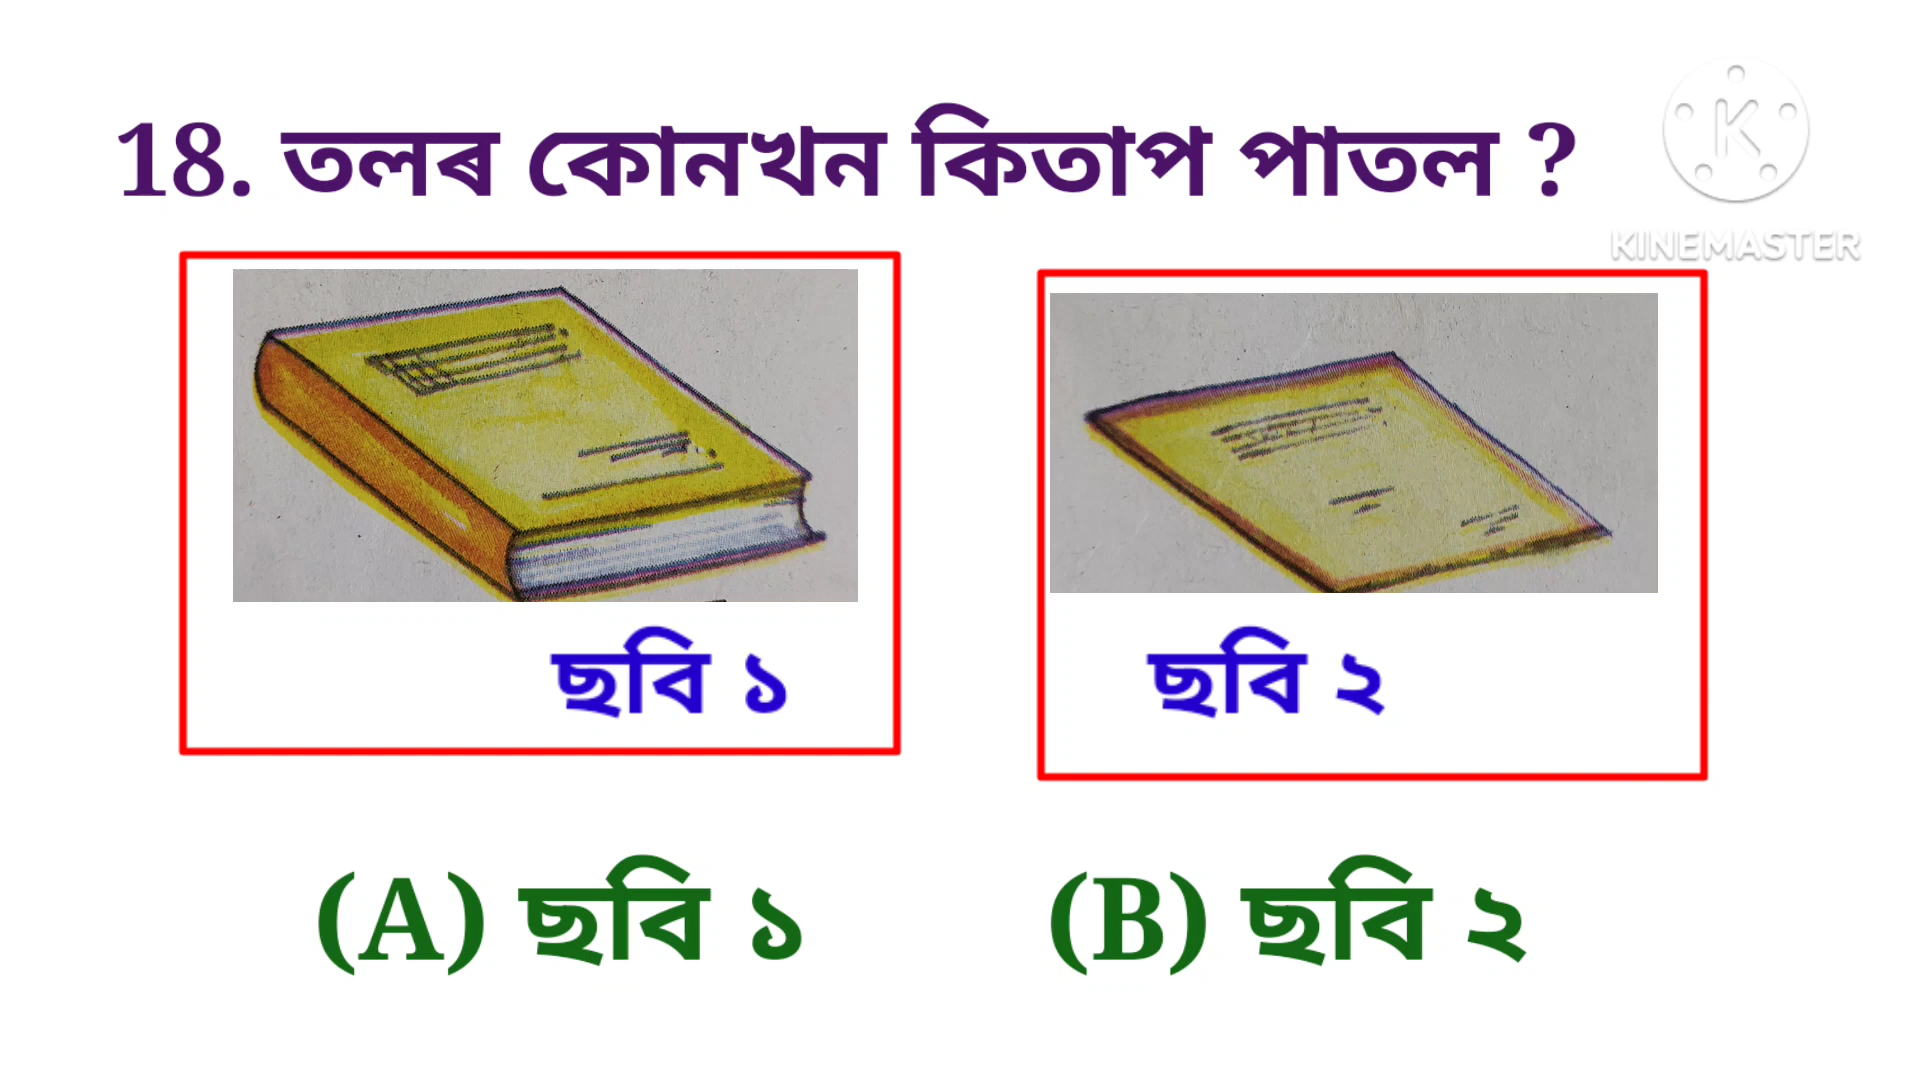 18. তলৰ কোনখন কিতাপ পাতল ?
K
KINEMASTER
ছবি ১
ছবি ২
(A) ছবি ১ (B) ছবি ২